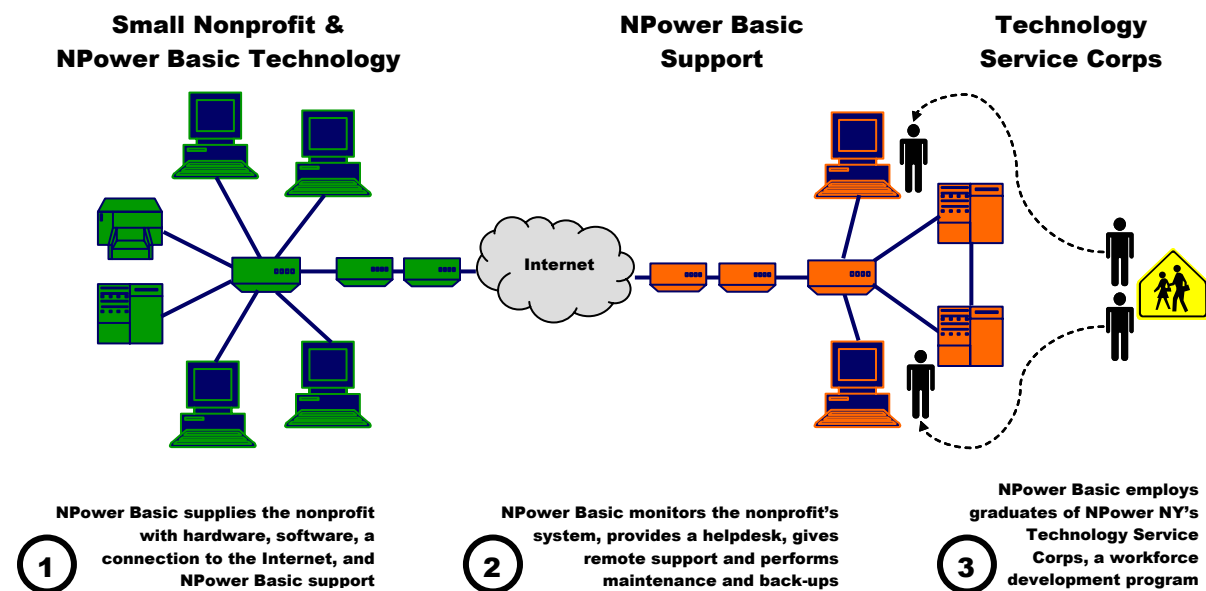 Small Nonprofit &
NPower Basic Technology
NPower Basic
Support
Technology
Service Corps
Internet
1
NPower Basic supplies the nonprofit
with hardware, software, a
connection to the Internet, and
NPower Basic support
2
NPower Basic monitors the nonprofit's
system, provides a helpdesk, gives
remote support and performs
maintenance and back-ups
3
NPower Basic employs
graduates of NPower NY's
Technology Service
Corps, a workforce
development program